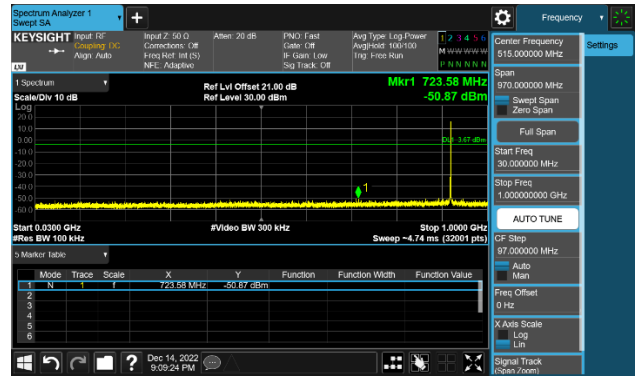 Spectrum Analyzer 1
Swept SA
+
Frequency
KEYSIGHT
Input: RF
Coupling: DC
Align: Auto
Input Z: 50 Ω
Corrections: Off
Freq Ref: Int (S)
NFE: Adaptive
Atten: 20 dB
PNO: Fast
Gate: Off
IF Gain: Low
Sig Track: Off
Avg Type: Log-Power
Avg|Hold: 100/100
Trig: Free Run
1 2 3 4 5 6
M W W W W W
P N N N N N
LXI
1 Spectrum
Scale/Div 10 dB
Ref Lvl Offset 21.00 dB
Ref Level 30.00 dBm
Mkr1 723.58 MHz
-50.87 dBm
Log
20.0
10.0
0.00
-10.0
-20.0
-30.0
-40.0
-50.0
-60.0
DL1 -3.67 dBm
1
Start 0.0300 GHz
#Res BW 100 kHz
#Video BW 300 kHz
Stop 1.0000 GHz
Sweep ~4.74 ms (32001 pts)
5 Marker Table
Mode Trace Scale X Y Function Function Width Function Value
1 N 1 f 723.58 MHz -50.87 dBm
2
3
4
5
6
Dec 14, 2022
9:09:24 PM
?
Center Frequency
515.000000 MHz
Settings
Span
970.000000 MHz
Swept Span
Zero Span
Full Span
Start Freq
30.000000 MHz
Stop Freq
1.000000000 GHz
AUTO TUNE
CF Step
97.000000 MHz
Auto
Man
Freq Offset
0 Hz
X Axis Scale
Log
Lin
Signal Track
(Span Zoom)